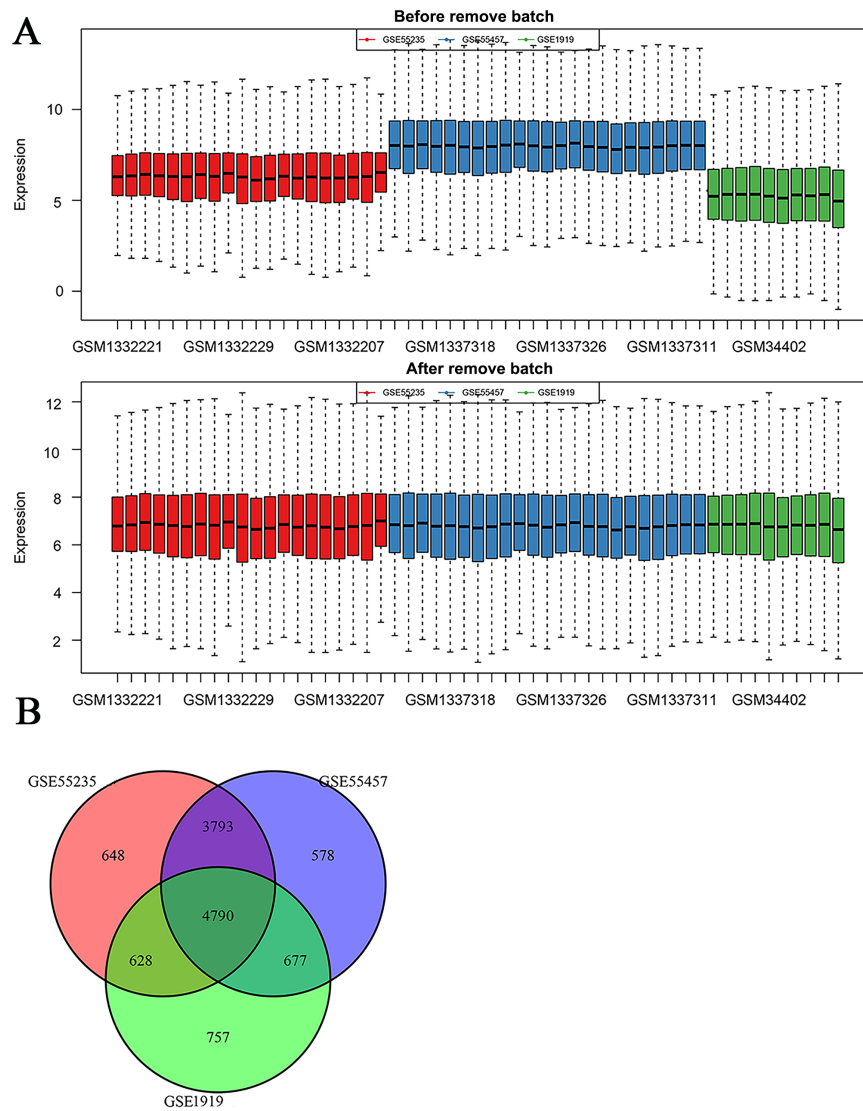 A
Before remove batch
GSE55235 GSE55457 GSE1919
Expression
10
5
0
GSM1332221 GSM1332229 GSM1332207 GSM1337318 GSM1337326 GSM1337311 GSM34402
After remove batch
GSE55235 GSE55457 GSE1919
Expression
12
10
8
6
4
2
GSM1332221 GSM1332229 GSM1332207 GSM1337318 GSM1337326 GSM1337311 GSM34402
B
GSE55235 GSE55457
3793
648 578
4790
628 677
757
GSE1919